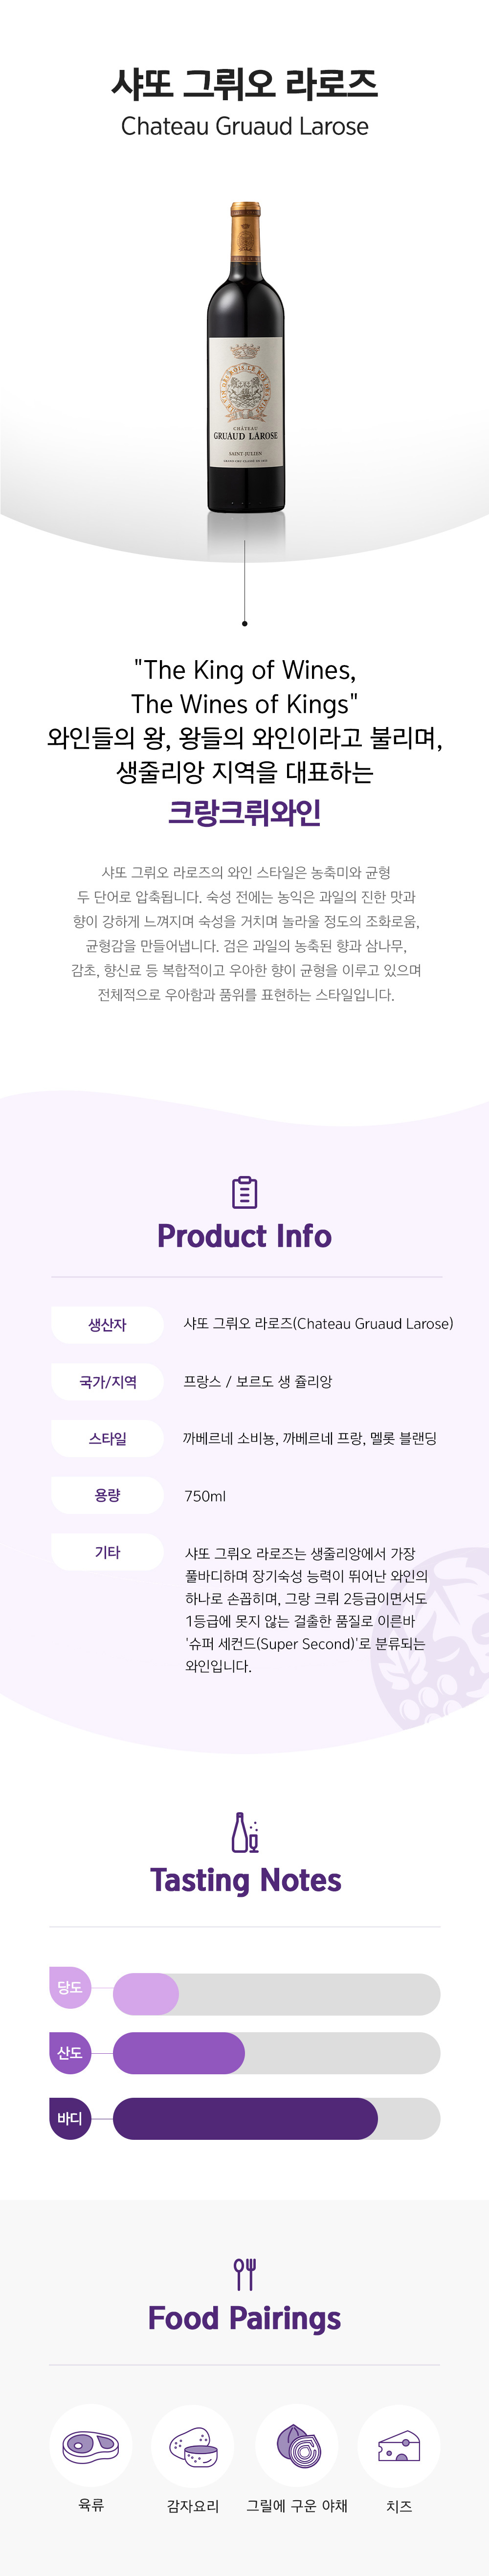 샤또 그뤼오 라로즈
Chateau Gruaud Larose
CHÂTEAU
GRUAUD LAROSE
SAINT-JULIEN
"The King of Wines,
The Wines of Kings"
와인들의 왕, 왕들의 와인이라고 불리며,
생줄리앙 지역을 대표하는
크랑크뤼와인
샤또 그뤼오 라로즈의 와인 스타일은 농축미와 균형
두 단어로 압축됩니다. 숙성 전에는 농익은 과일의 진한 맛과
향이 강하게 느껴지며 숙성을 거치며 놀라울 정도의 조화로움,
균형감을 만들어냅니다. 검은 과일의 농축된 향과 삼나무,
감초, 향신료 등 복합적이고 우아한 향이 균형을 이루고 있으며
전체적으로 우아함과 품위를 표현하는 스타일입니다.
Product Info
생산자 샤또 그뤼오 라로즈(Chateau Gruaud Larose)
국가/지역 프랑스 / 보르도 생 쥴리앙
스타일 까베르네 소비뇽, 까베르네 프랑, 멜롯 블랜딩
용량 750ml
기타 샤또 그뤼오 라로즈는 생줄리앙에서 가장
풀바디하며 장기숙성 능력이 뛰어난 와인의
하나로 손꼽히며, 그랑 크뤼 2등급이면서도
1등급에 못지 않는 걸출한 품질로 이른바
'슈퍼 세컨드(Super Second)'로 분류되는
와인입니다.
Tasting Notes
당도
산도
바디
Food Pairings
육류 감자요리 그릴에 구운 야채 치즈